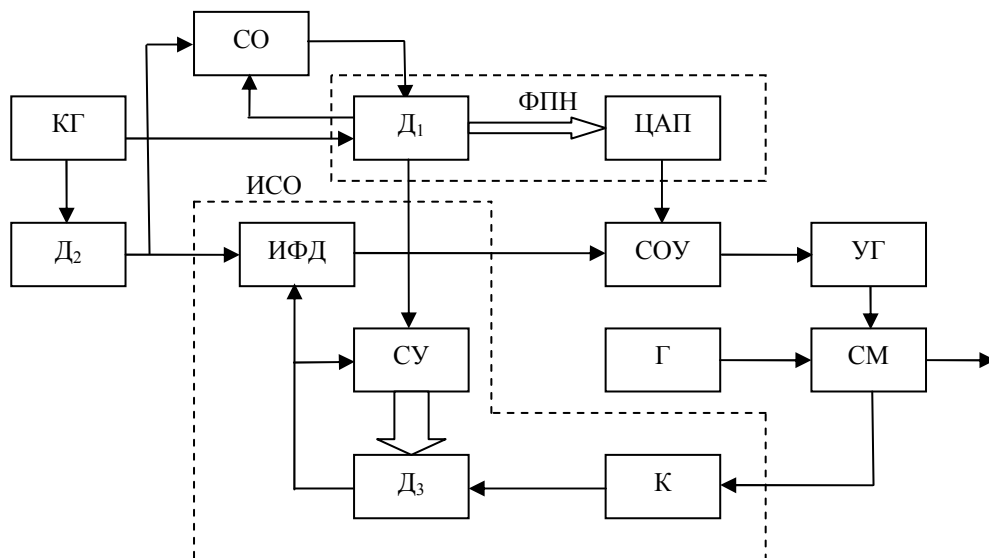 СО
ФПН
КГ
Д₁
ЦАП
ИСО
Д₂
ИФД
СОУ
УГ
СУ
Г
СМ
Д₃
К